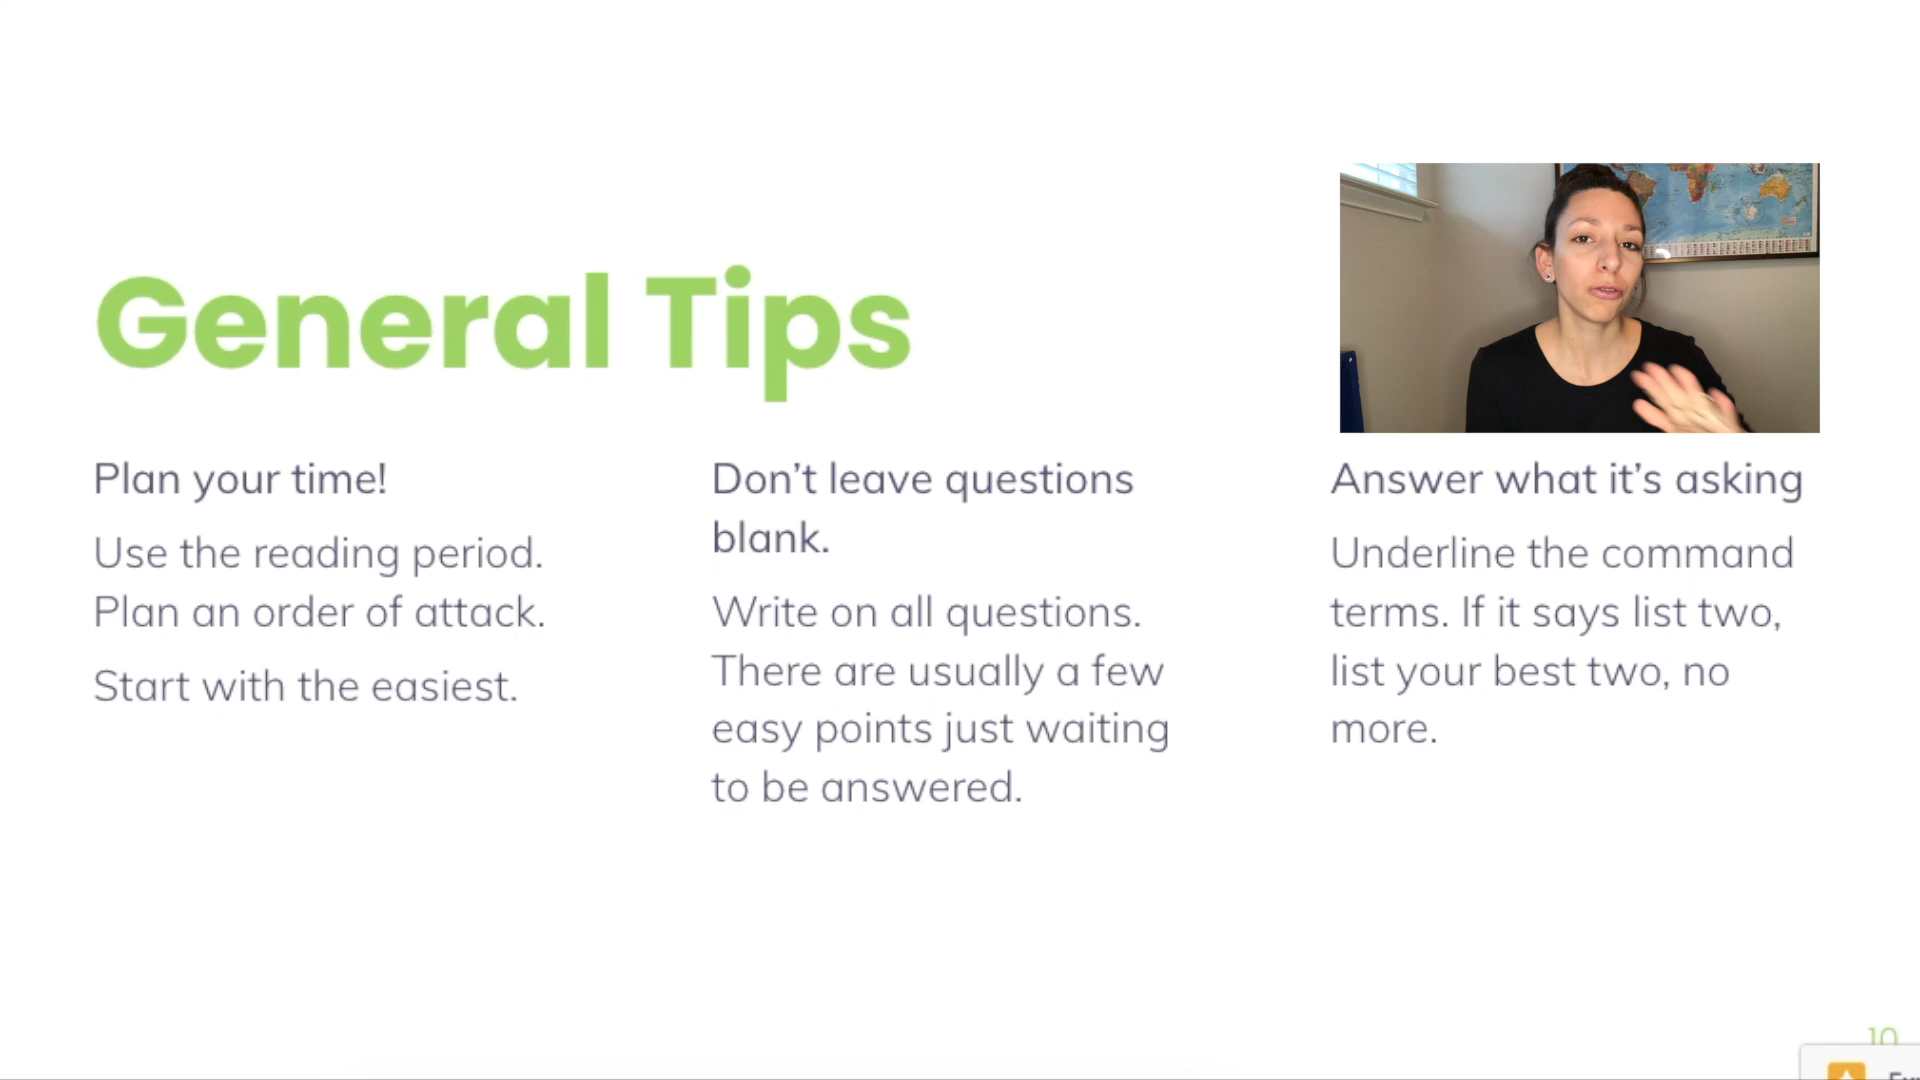 General Tips
Plan your time!
Use the reading period.
Plan an order of attack.
Start with the easiest.
Don’t leave questions
blank.
Write on all questions.
There are usually a few
easy points just waiting
to be answered.
Answer what it’s asking
Underline the command
terms. If it says list two,
list your best two, no
more.
10